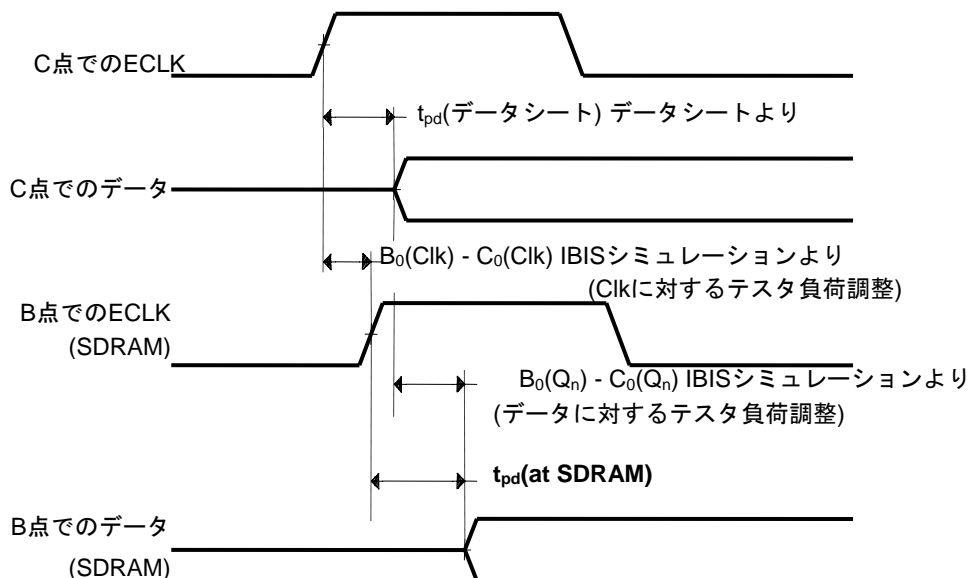 C点でのECLK
tpd(データシート) データシートより
C点でのデータ
B0(Clk) - C0(Clk) IBISシミュレーションより
(Clkに対するテスタ負荷調整)
B点でのECLK
(SDRAM)
B0(Qn) - C0(Qn) IBISシミュレーションより
(データに対するテスタ負荷調整)
tpd(at SDRAM)
B点でのデータ
(SDRAM)